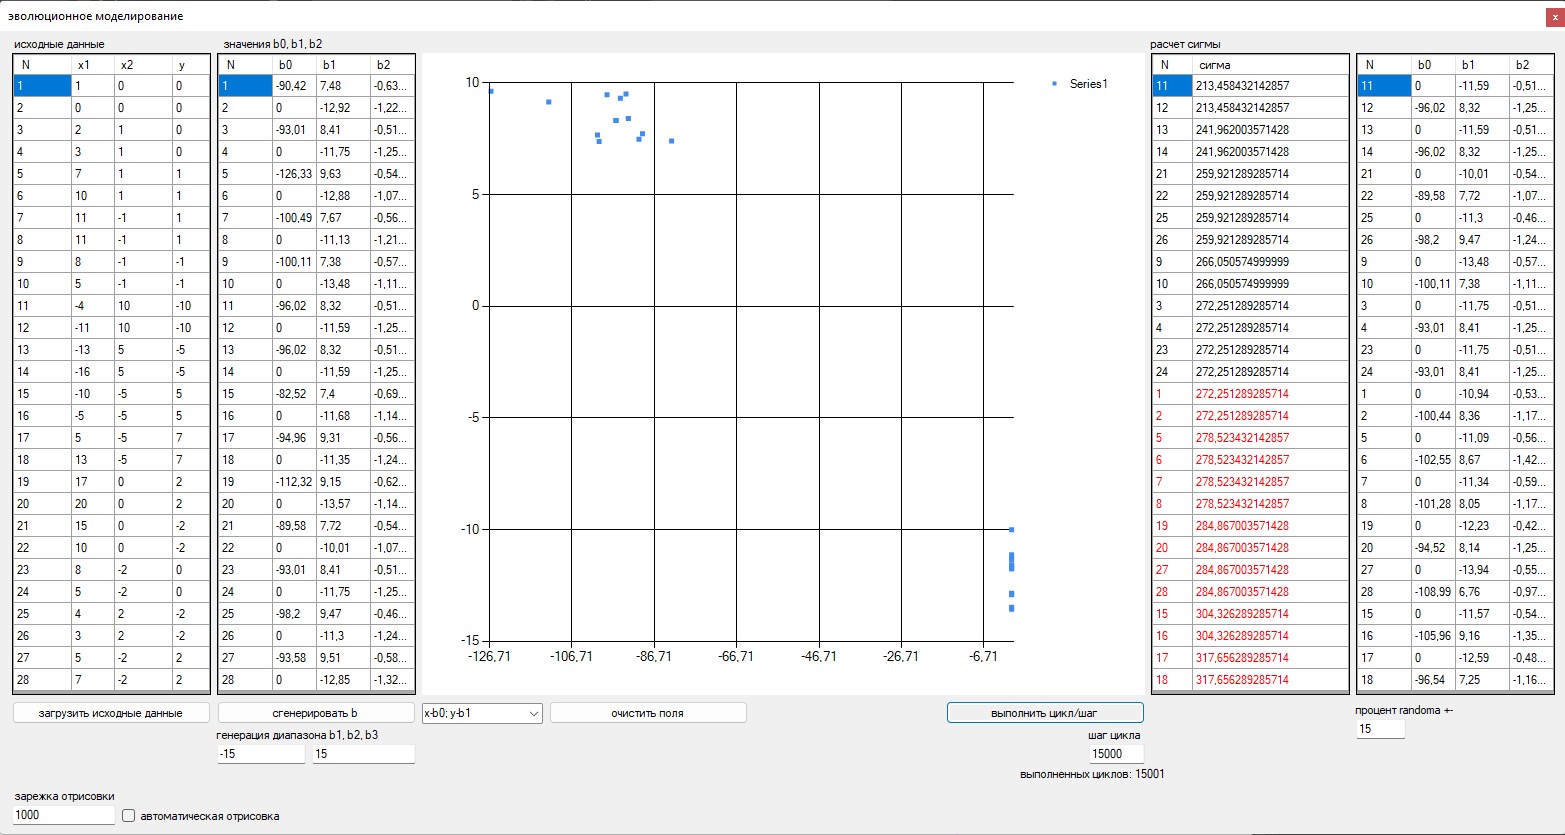 эволюционное моделирование
x
исходные данные
N x1 x2 y
1 1 0 0
2 0 0 0
3 2 1 0
4 3 1 0
5 7 1 1
6 10 1 1
7 11 -1 1
8 11 -1 1
9 8 -1 -1
10 5 -1 -1
11 -4 10 -10
12 -11 10 -10
13 -13 5 -5
14 -16 5 -5
15 -10 -5 5
16 -5 -5 5
17 5 -5 7
18 13 -5 7
19 17 0 2
20 20 0 2
21 15 0 -2
22 10 0 -2
23 8 -2 0
24 5 -2 0
25 4 2 -2
26 3 2 -2
27 5 -2 2
28 7 -2 2
значения b0, b1, b2
N b0 b1 b2
1 -90,42 7,48 -0,63...
2 0 -12,92 -1,22...
3 -93,01 8,41 -0,51...
4 0 -11,75 -1,25...
5 -126,33 9,63 -0,54...
6 0 -12,88 -1,07...
7 -100,49 7,67 -0,56...
8 0 -11,13 -1,21...
9 -100,11 7,38 -0,57...
10 0 -13,48 -1,11...
11 -96,02 8,32 -0,51...
12 0 -11,59 -1,25...
13 -96,02 8,32 -0,51...
14 0 -11,59 -1,25...
15 -82,52 7,4 -0,69...
16 0 -11,68 -1,14...
17 -94,96 9,31 -0,56...
18 0 -11,35 -1,24...
19 -112,32 9,15 -0,62...
20 0 -13,57 -1,14...
21 -89,58 7,72 -0,54...
22 0 -10,01 -1,07...
23 -93,01 8,41 -0,51...
24 0 -11,75 -1,25...
25 -98,2 9,47 -0,46...
26 0 -11,3 -1,24...
27 -93,58 9,51 -0,58...
28 0 -12,85 -1,32...
10
5
0
-5
-10
-15
-126,71 -106,71 -86,71 -66,71 -46,71 -26,71 -6,71
Series1
расчет сигмы
N сигма
11 213,458432142857
12 213,458432142857
13 241,962003571428
14 241,962003571428
21 259,921289285714
22 259,921289285714
25 259,921289285714
26 259,921289285714
9 266,050574999999
10 266,050574999999
3 272,251289285714
4 272,251289285714
23 272,251289285714
24 272,251289285714
1 272,251289285714
2 272,251289285714
5 278,523432142857
6 278,523432142857
7 278,523432142857
8 278,523432142857
19 284,867003571428
20 284,867003571428
27 284,867003571428
28 284,867003571428
15 304,326289285714
16 304,326289285714
17 317,656289285714
18 317,656289285714
N b0 b1 b2
11 0 -11,59 -0,51...
12 -96,02 8,32 -1,25...
13 0 -11,59 -0,51...
14 -96,02 8,32 -1,25...
21 0 -10,01 -0,54...
22 -89,58 7,72 -1,07...
25 0 -11,3 -0,46...
26 -98,2 9,47 -1,24...
9 0 -13,48 -0,57...
10 -100,11 7,38 -1,11...
3 0 -11,75 -0,51...
4 -93,01 8,41 -1,25...
23 0 -11,75 -0,51...
24 -93,01 8,41 -1,25...
1 0 -10,94 -0,53...
2 -100,44 8,36 -1,17...
5 0 -11,09 -0,56...
6 -102,55 8,67 -1,42...
7 0 -11,34 -0,59...
8 -101,28 8,05 -1,17...
19 0 -12,23 -0,42...
20 -94,52 8,14 -1,25...
27 0 -13,94 -0,55...
28 -108,99 6,76 -0,97...
15 0 -11,57 -0,54...
16 -105,96 9,16 -1,35...
17 0 -12,59 -0,48...
18 -96,54 7,25 -1,16...
загрузить исходные данные
сгенерировать b
x-b0; y-b1
очистить поля
выполнить цикл/шаг
процент randoma +-
15
генерация диапазона b1, b2, b3
-15 15
шаг цикла
15000
выполненных циклов: 15001
зарежка отрисовки
1000
автоматическая отрисовка